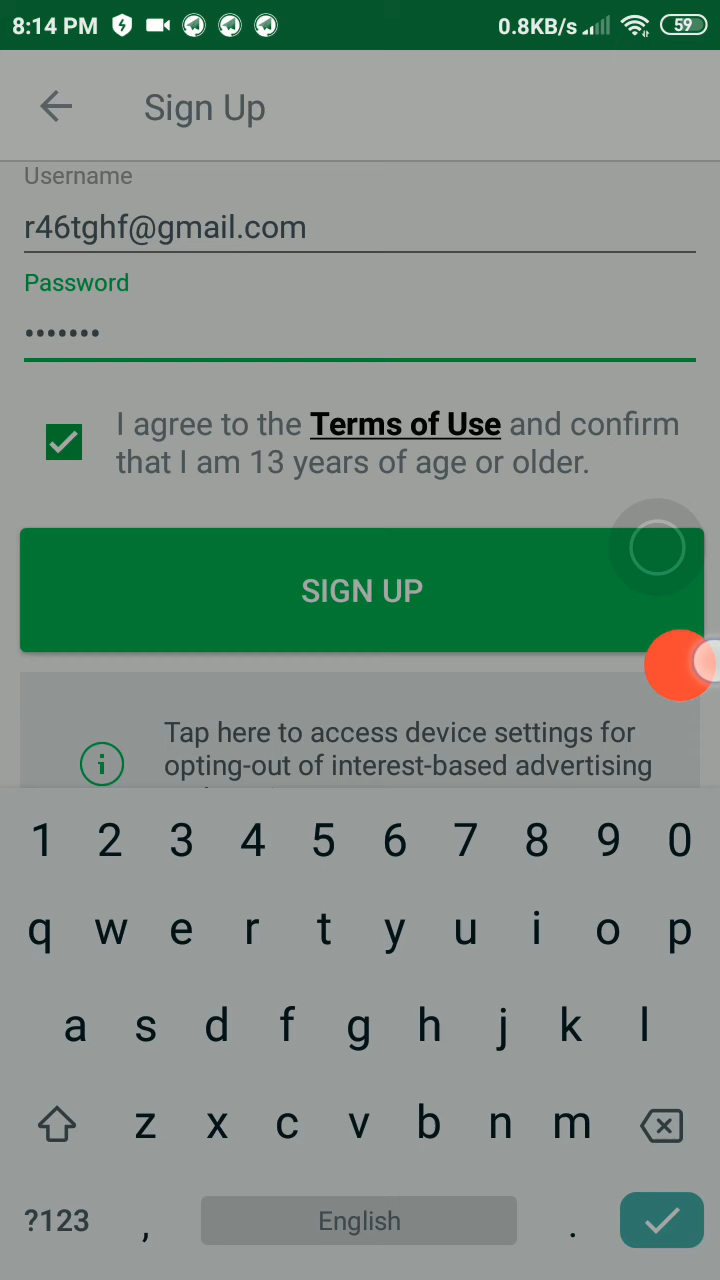 8:14 PM 0.8KB/s 59
Sign Up
Username
r46tghf@gmail.com
Password
•••••••
I agree to the Terms of Use and confirm
that I am 13 years of age or older.
SIGN UP
Tap here to access device settings for
opting-out of interest-based advertising
1 2 3 4 5 6 7 8 9 0
q w e r t y u i o p
a s d f g h j k l
z x c v b n m
?123 , English .